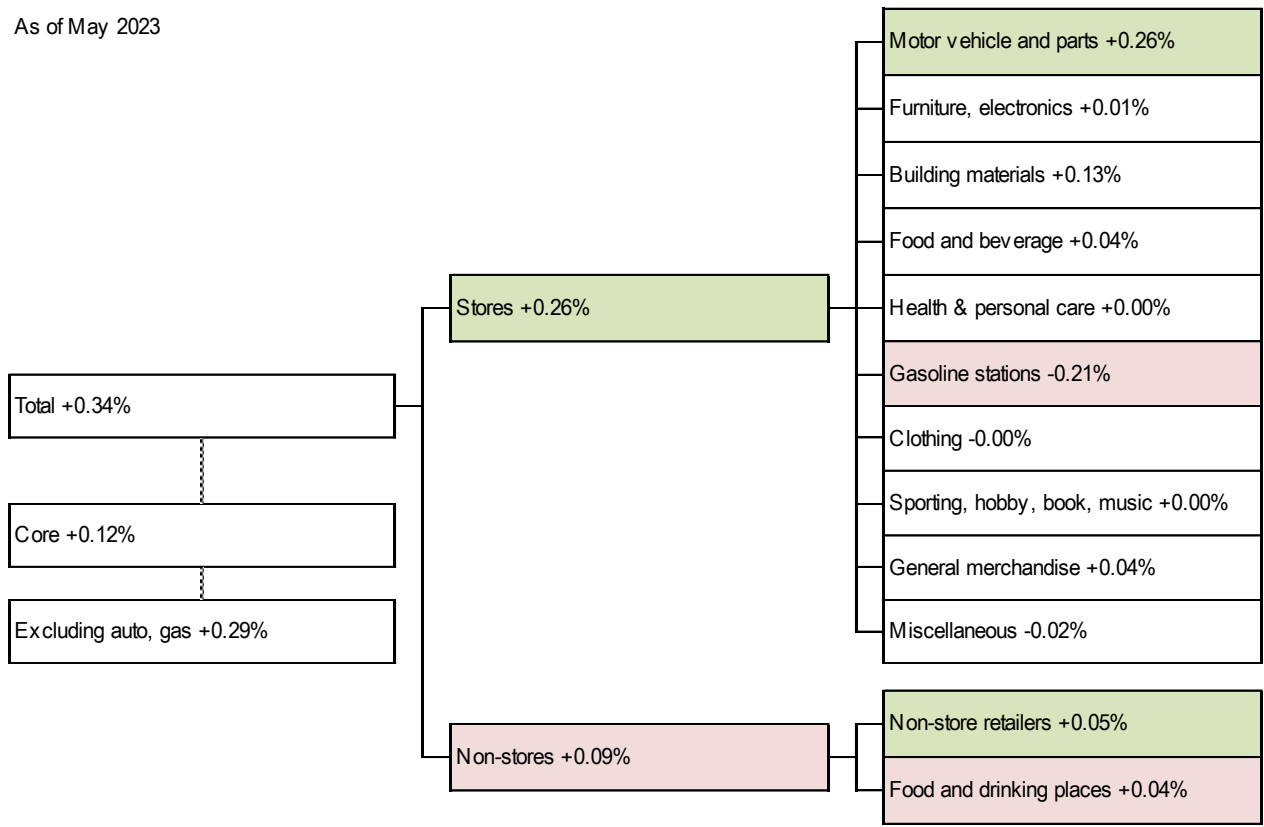 As of May 2023
Total +0.34%
Core +0.12%
Excluding auto, gas +0.29%
Stores +0.26%
Non-stores +0.09%
Motor vehicle and parts +0.26%
Furniture, electronics +0.01%
Building materials +0.13%
Food and beverage +0.04%
Health & personal care +0.00%
Gasoline stations -0.21%
Clothing -0.00%
Sporting, hobby, book, music +0.00%
General merchandise +0.04%
Miscellaneous -0.02%
Non-store retailers +0.05%
Food and drinking places +0.04%